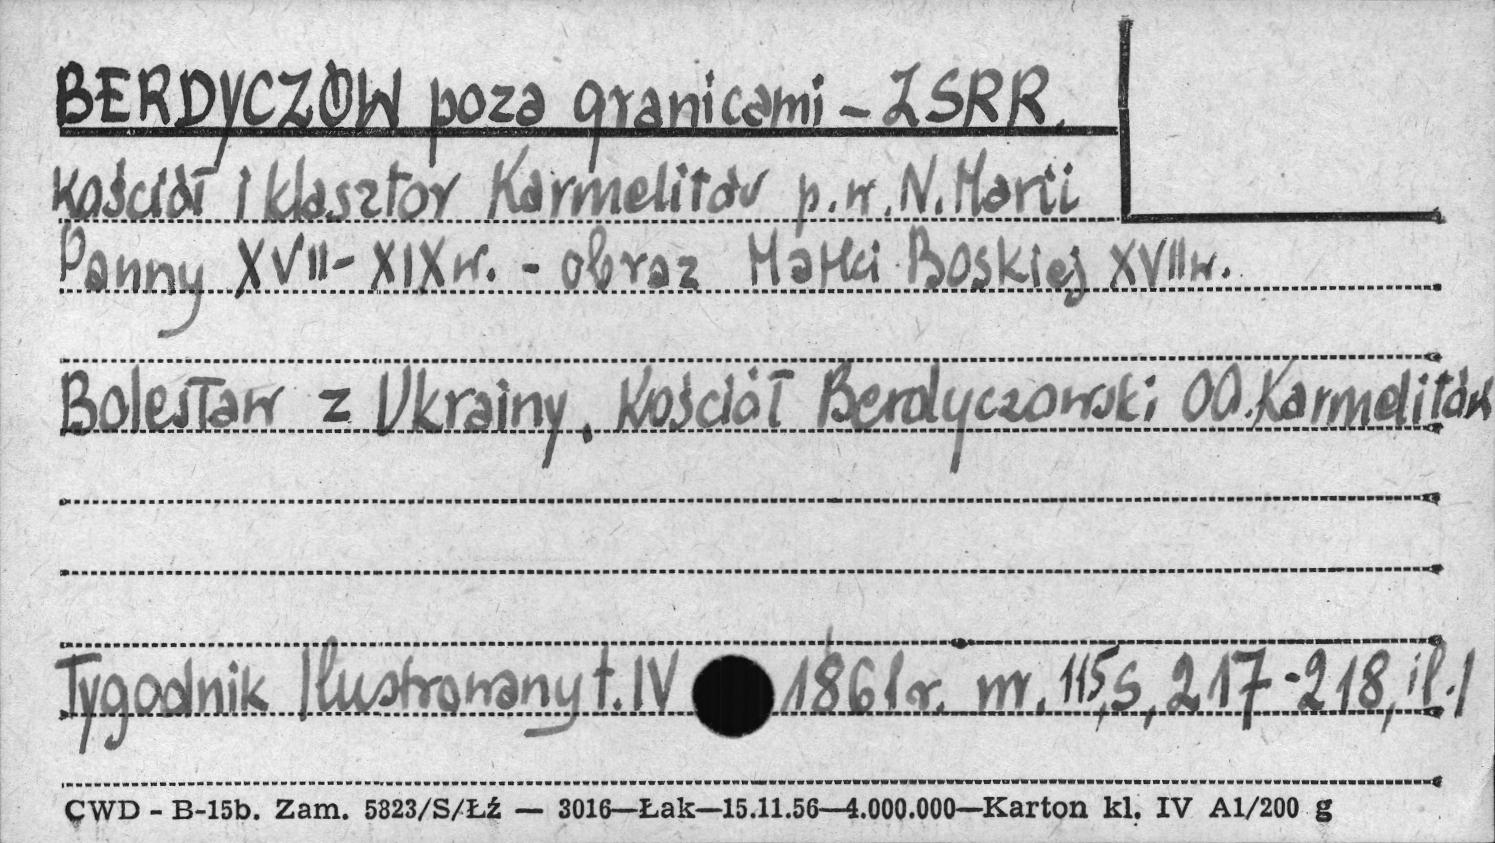 BERDYCZÓW poza granicami - ZSRR.
Kościół i klasztor Karmelitów p.w. N. Marii
Panny XVII - XIX w. - obraz Matki Boskiej XVII w.
Bolesław z Ukrainy, Kościół Berdyczowski OO. Karmelitów
Tygodnik Ilustrowany t. IV 1861 r. nr. 115, s, 217-218, il. 1
CWD - B-15b. Zam. 5823/S/Łź — 3016—Łak—15.11.56—4.000.000—Karton kl. IV A1/200 g